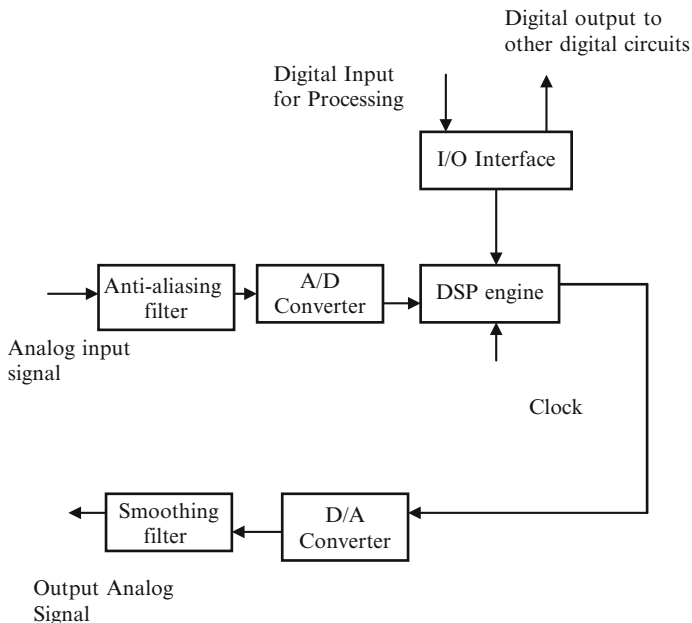 Digital output to
other digital circuits
Digital Input
for Processing
I/O Interface
Anti-aliasing
filter
A/D
Converter
DSP engine
Analog input
signal
Clock
Smoothing
filter
D/A
Converter
Output Analog
Signal